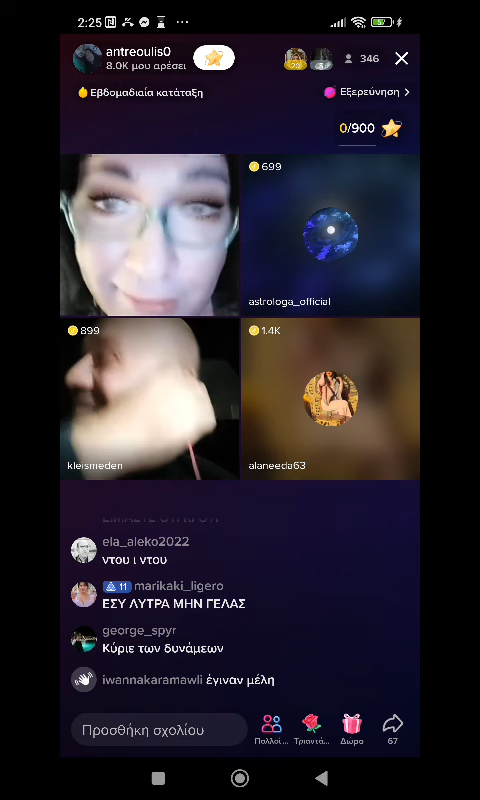 2:25
57
antreoulis0
8.0K μου αρέσει
346
Εβδομαδιαία κατάταξη
Εξερεύνηση
0/900
699
astrologa_official
899
1.4K
kleismeden
alaneeda63
ela_aleko2022
ντου ι ντου
11 marikaki_ligero
ΕΣΥ ΛΥΤΡΑ ΜΗΝ ΓΕΛΑΣ
george_spyr
Κύριε των δυνάμεων
iwannakaramawli έγιναν μέλη
Προσθήκη σχολίου
Πολλοί... Τριαντά... Δώρο 67